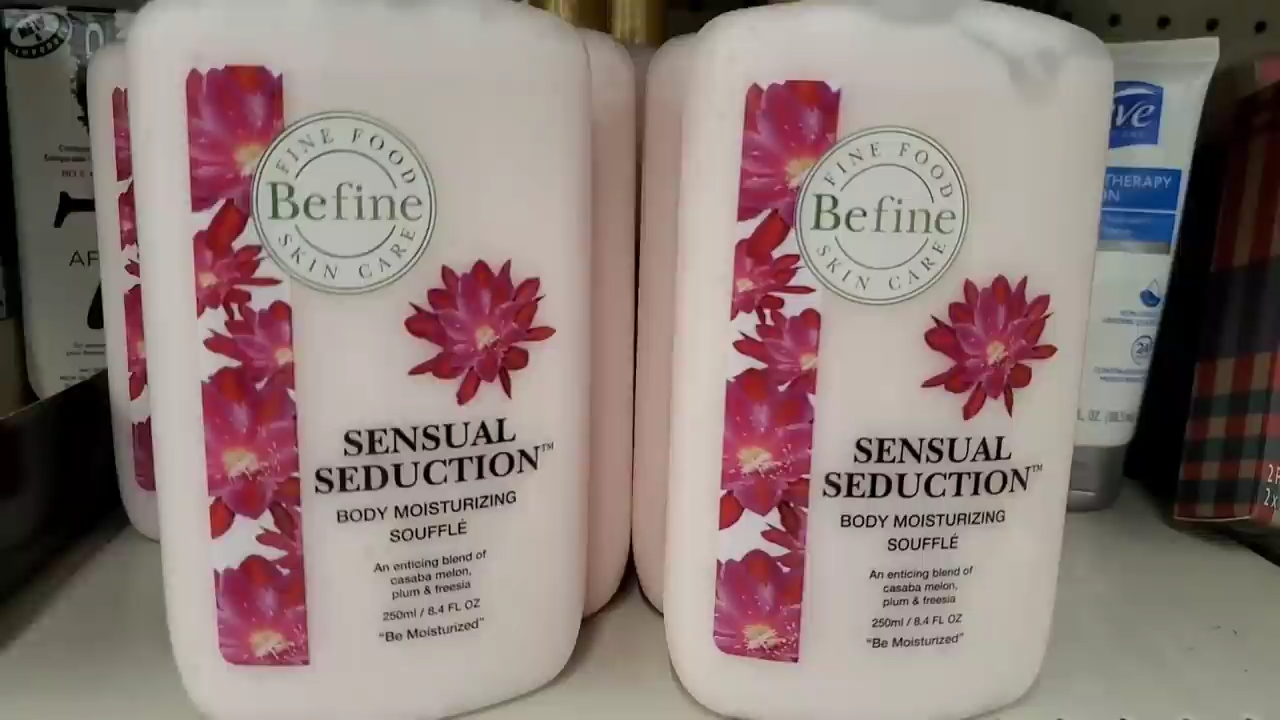 FINE FOOD
Befine
SKIN CARE
SENSUAL
SEDUCTION™
BODY MOISTURIZING
SOUFFLÉ
An enticing blend of
casaba melon,
plum & freesia
250ml / 8.4 FL OZ
"Be Moisturized"
FINE FOOD
Befine
SKIN CARE
SENSUAL
SEDUCTION™
BODY MOISTURIZING
SOUFFLÉ
An enticing blend of
casaba melon,
plum & freesia
250ml / 8.4 FL OZ
"Be Moisturized"
ve
THERAPY
24
AF